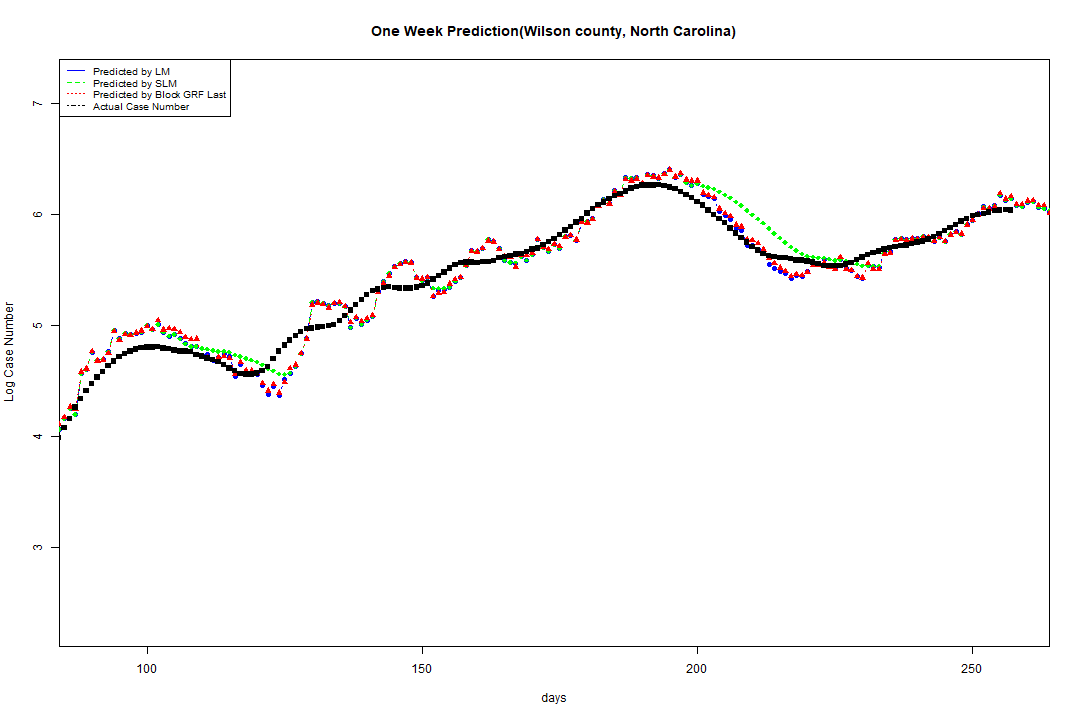 One Week Prediction(Wilson county, North Carolina)
Predicted by LM
Predicted by SLM
Predicted by Block GRF Last
Actual Case Number
7
6
5
4
3
Log Case Number
100 150 200 250
days